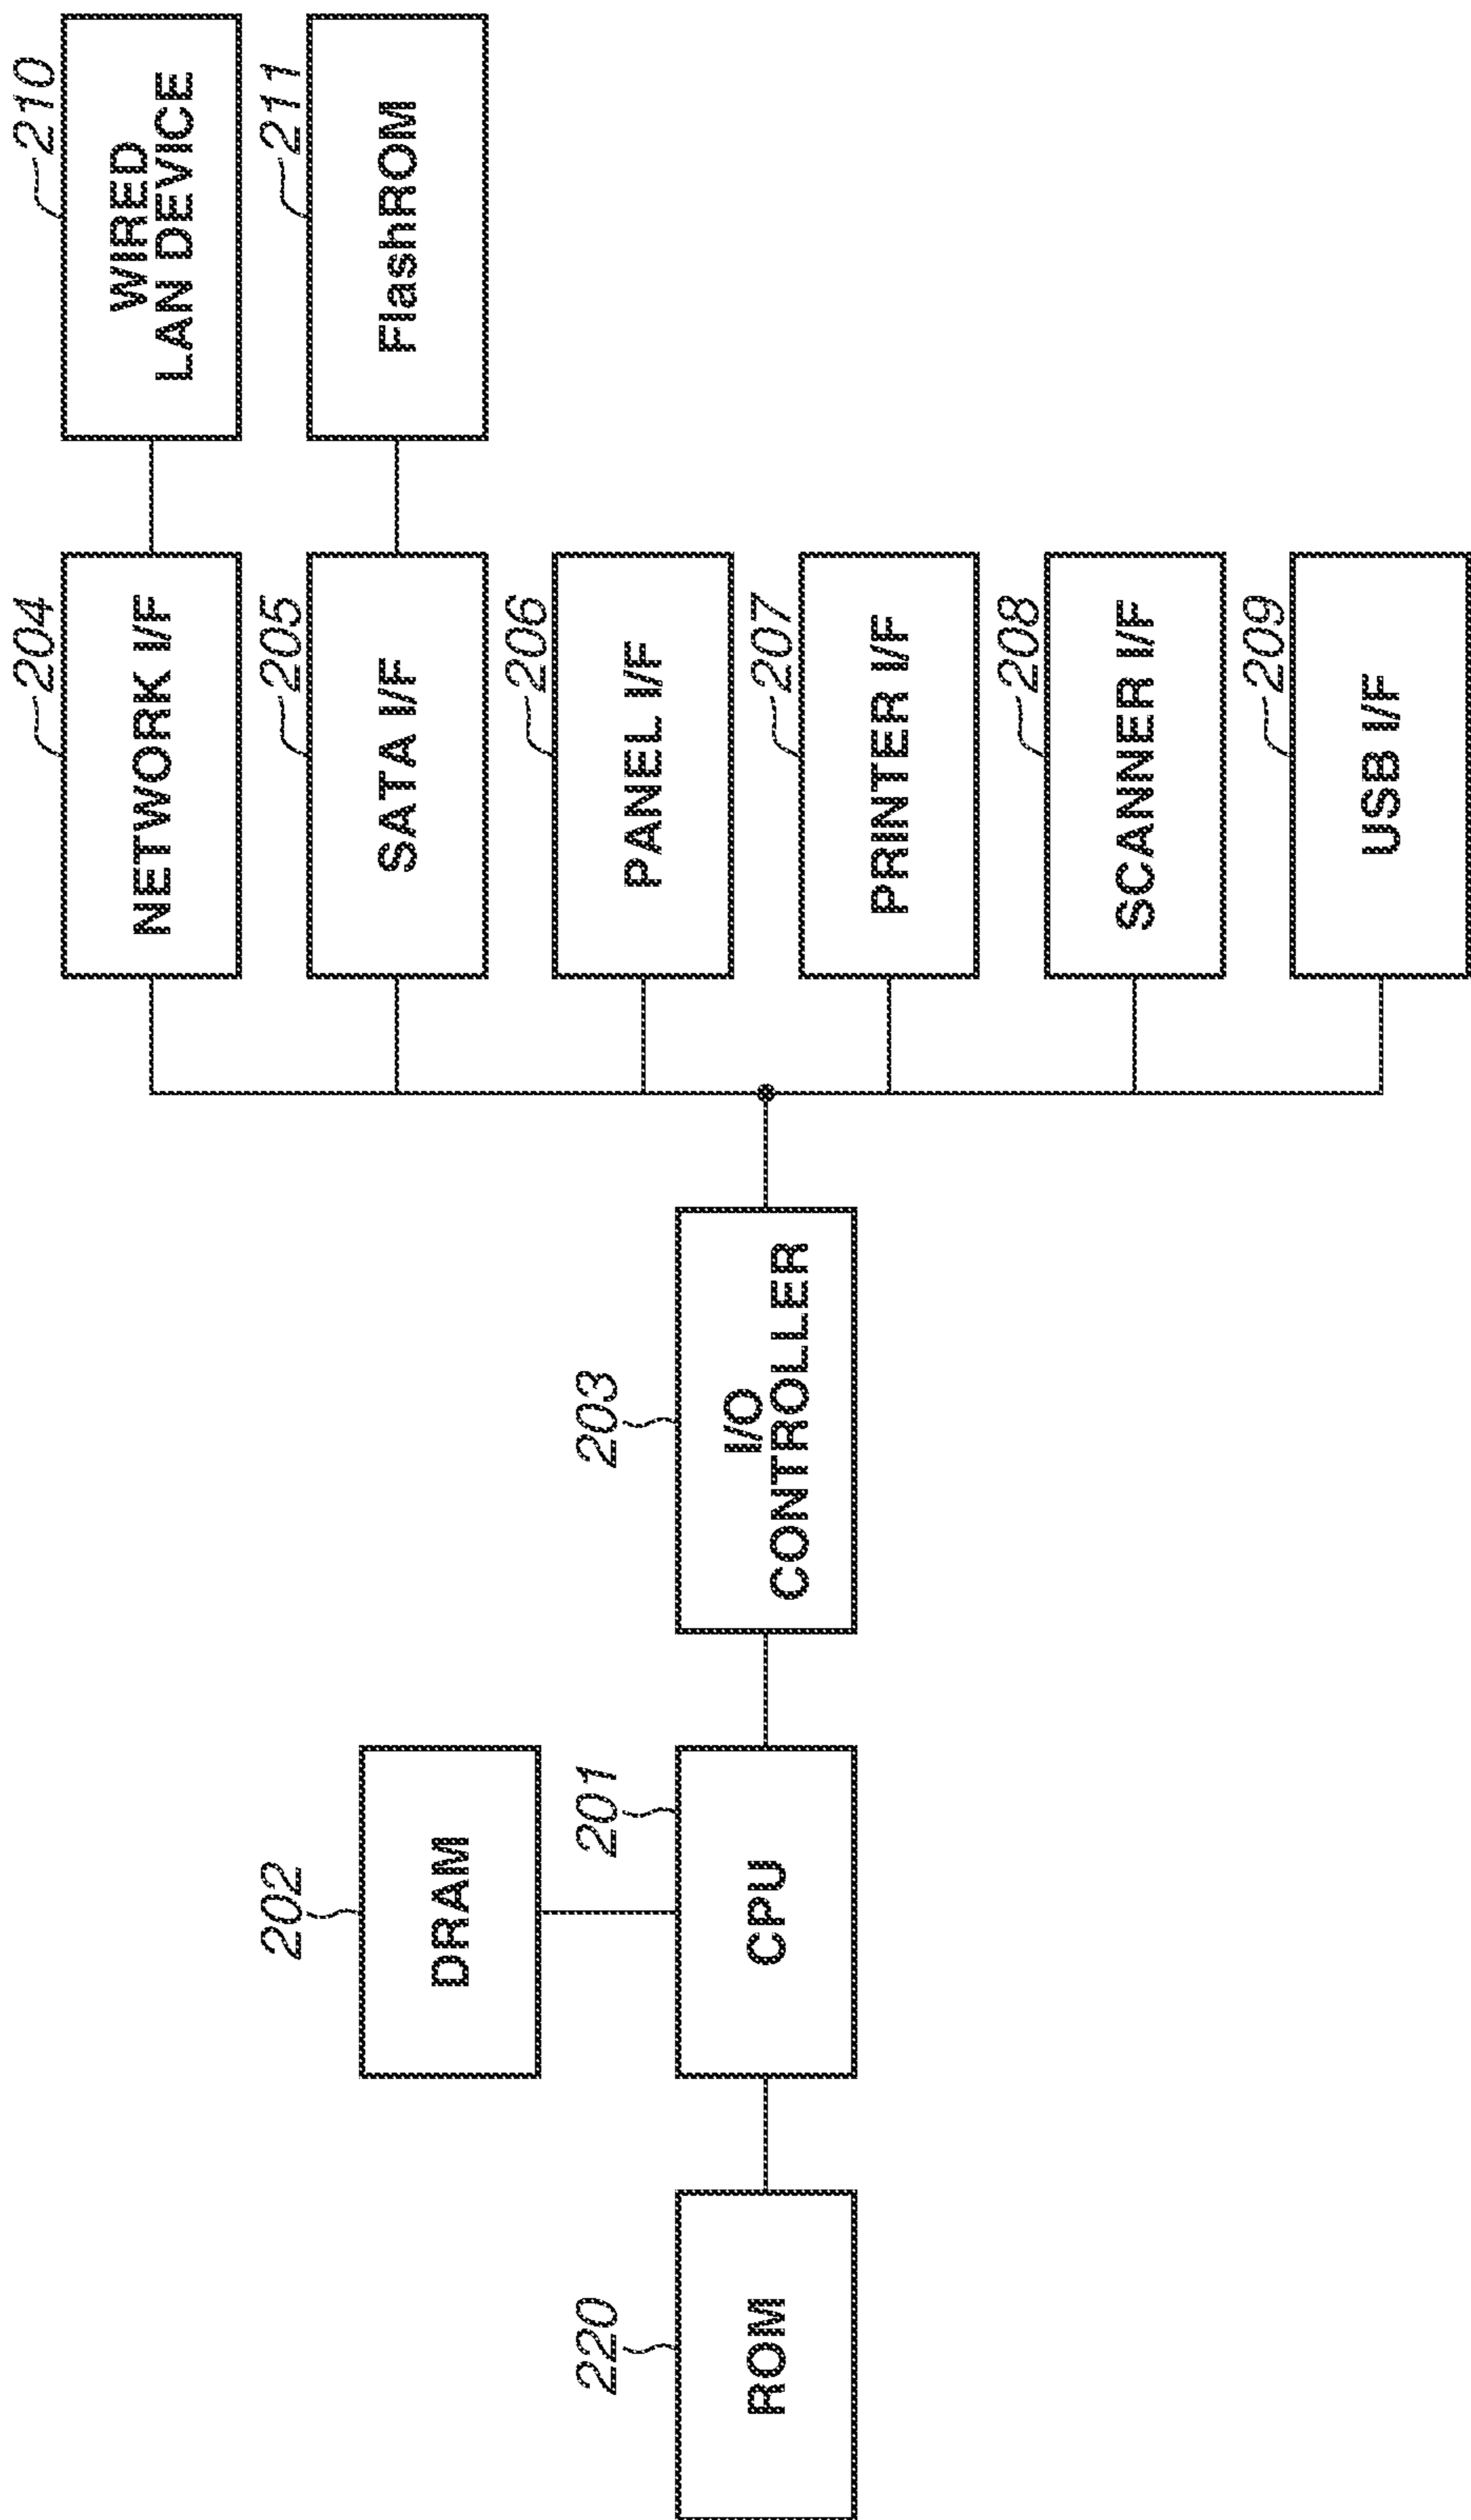 210
WIRED
LAN DEVICE
211
FlashROM
204
NETWORK I/F
205
SATA I/F
206
PANEL I/F
207
PRINTER I/F
208
SCANNER I/F
209
USB I/F
203
I/O
CONTROLLER
202
DRAM
201
CPU
220
ROM